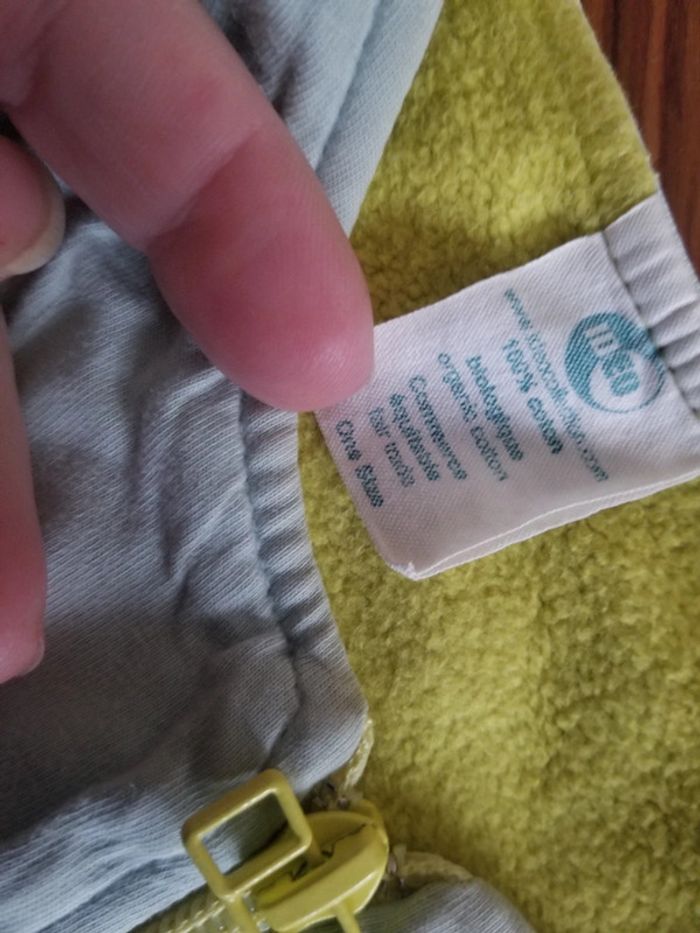 100% coton
biologique
organic cotton
Commerce
équitable
fair trade
One Size